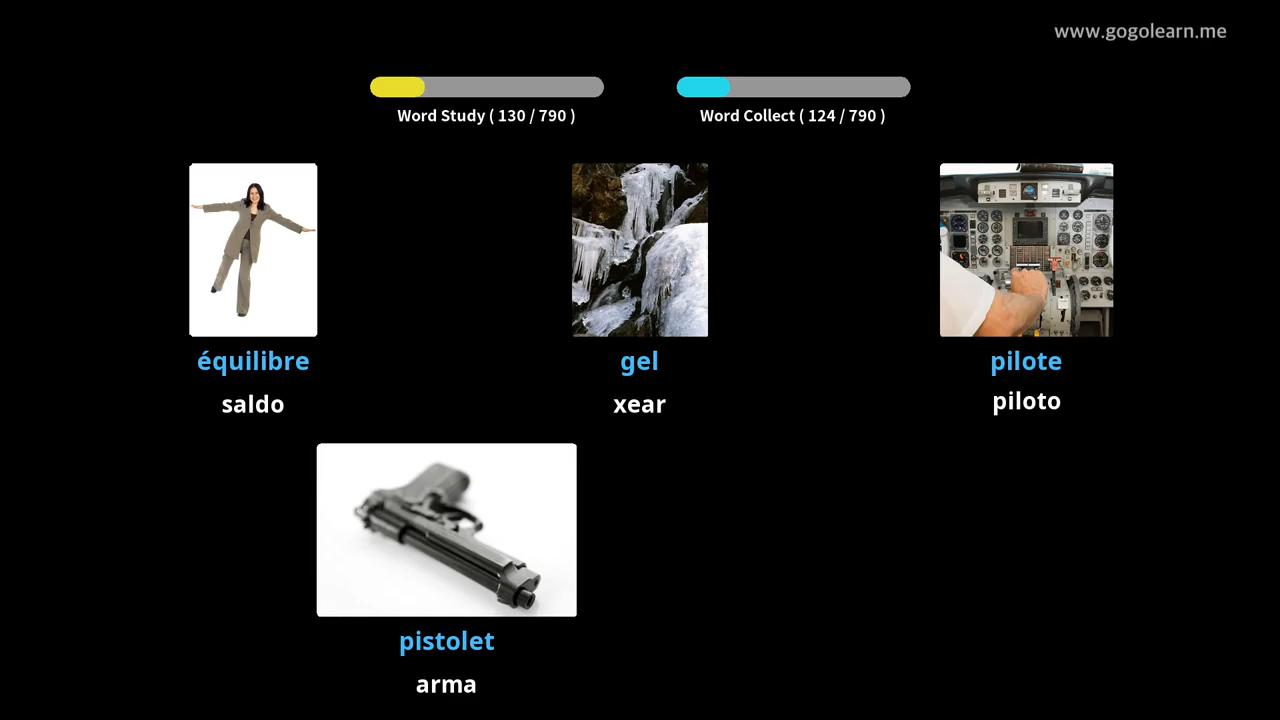 www.gogolearn.me
Word Study ( 130 / 790 )
Word Collect ( 124 / 790 )
équilibre
saldo
gel
xear
pilote
piloto
pistolet
arma